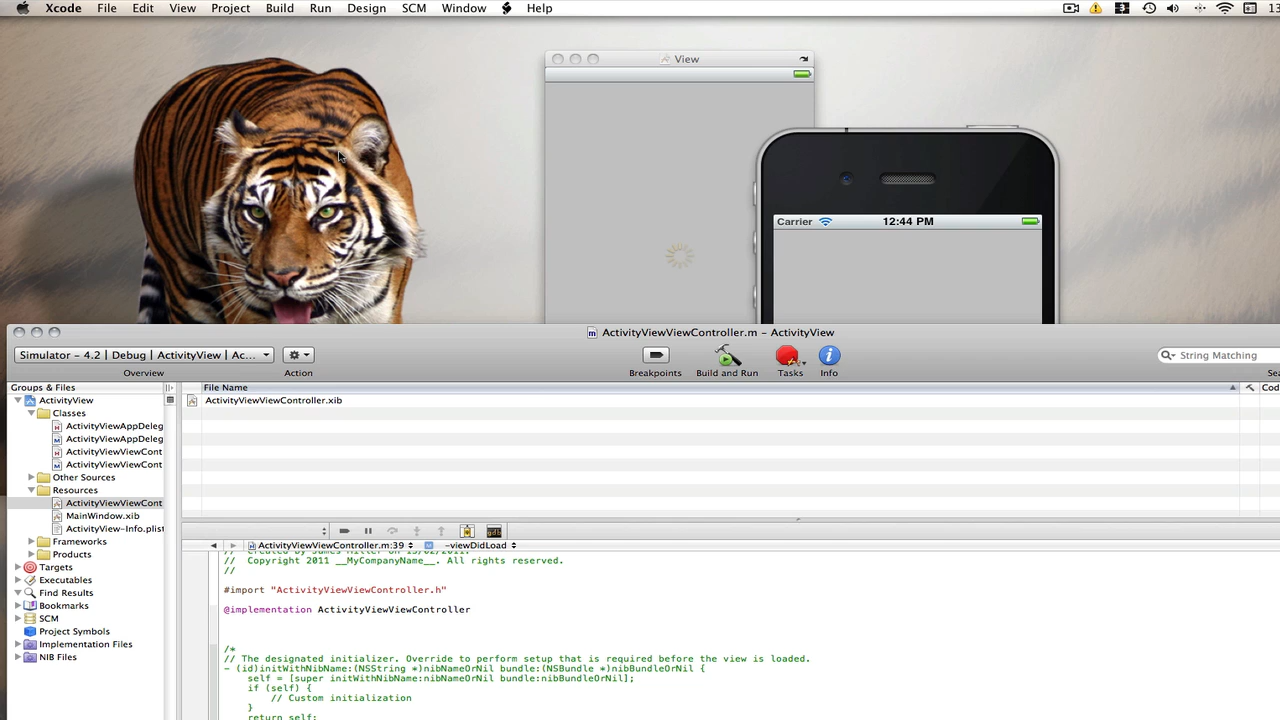 Xcode File Edit View Project Build Run Design SCM Window Help
View
Carrier 12:44 PM
ActivityViewViewController.m – ActivityView
Simulator – 4.2 | Debug | ActivityView | Ac...
String Matching
Overview Action Breakpoints Build and Run Tasks Info
Groups & Files
File Name
Cod
ActivityView
ActivityViewViewController.xib
Classes
ActivityViewAppDeleg
ActivityViewAppDeleg
ActivityViewViewCont
ActivityViewViewCont
Other Sources
Resources
ActivityViewViewCont
MainWindow.xib
ActivityView-Info.plist
Frameworks
Products
Targets
Executables
Find Results
Bookmarks
SCM
Project Symbols
Implementation Files
NIB Files
ActivityViewViewController.m:39 -viewDidLoad
// Copyright 2011 __MyCompanyName__. All rights reserved.
//
#import "ActivityViewViewController.h"
@implementation ActivityViewViewController
/*
// The designated initializer. Override to perform setup that is required before the view is loaded.
- (id)initWithNibName:(NSString *)nibNameOrNil bundle:(NSBundle *)nibBundleOrNil {
self = [super initWithNibName:nibNameOrNil bundle:nibBundleOrNil];
if (self) {
// Custom initialization
}
return self;